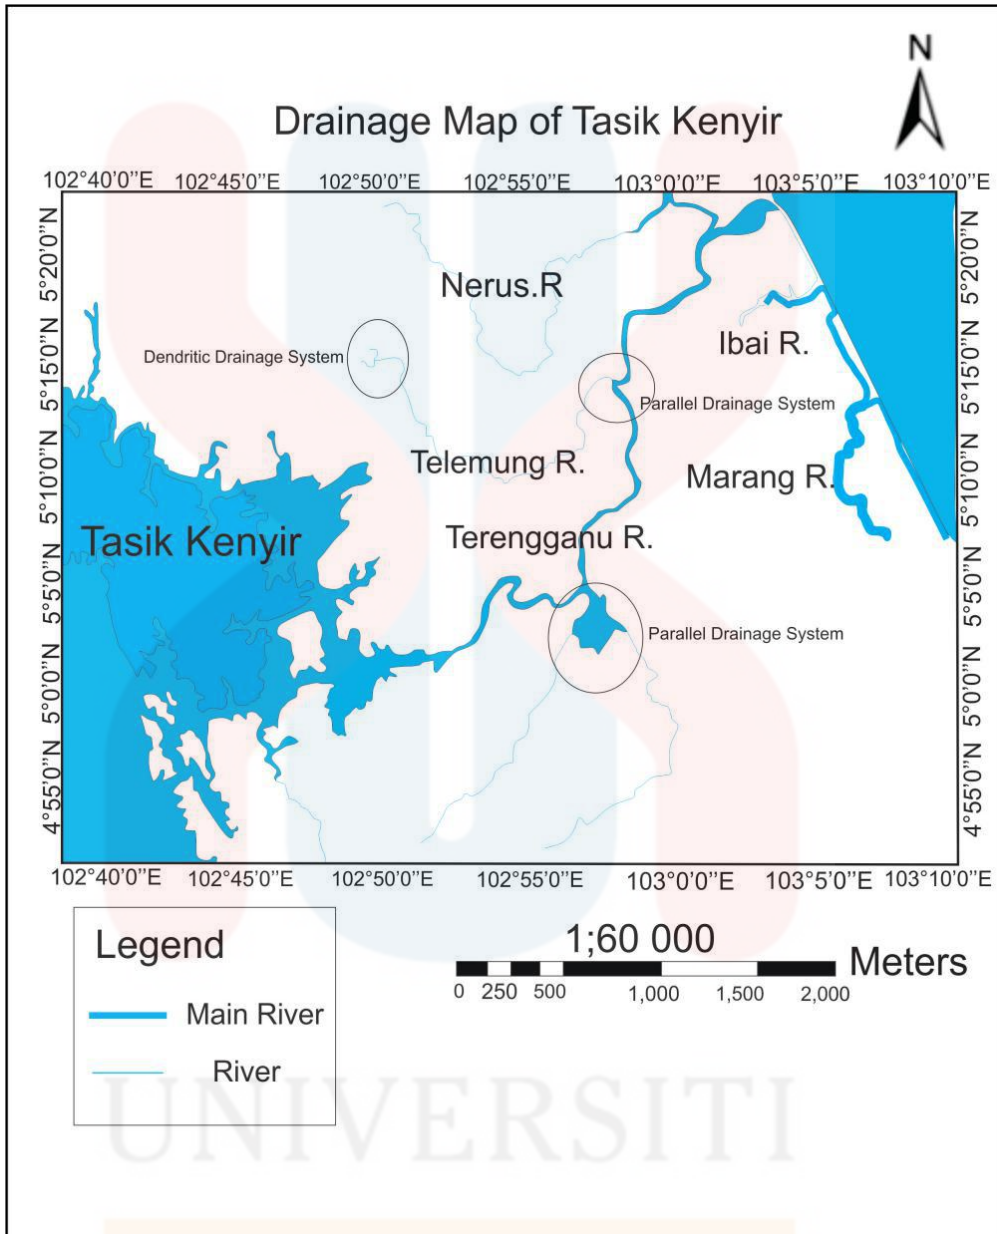 N
Drainage Map of Tasik Kenyir
102°40'0"E 102°45'0"E 102°50'0"E 102°55'0"E 103°0'0"E 103°5'0"E 103°10'0"E
5°20'0"N
5°15'0"N
5°10'0"N
5°5'0"N
5°0'0"N
4°55'0"N
Nerus.R
Ibai R.
Dendritic Drainage System
Parallel Drainage System
Telemung R.
Marang R.
Tasik Kenyir
Terengganu R.
Parallel Drainage System
5°20'0"N
5°15'0"N
5°10'0"N
5°5'0"N
5°0'0"N
4°55'0"N
102°40'0"E 102°45'0"E 102°50'0"E 102°55'0"E 103°0'0"E 103°5'0"E 103°10'0"E
Legend
Main River
River
1;60 000
Meters
0 250 500 1,000 1,500 2,000
UNIVERSITI